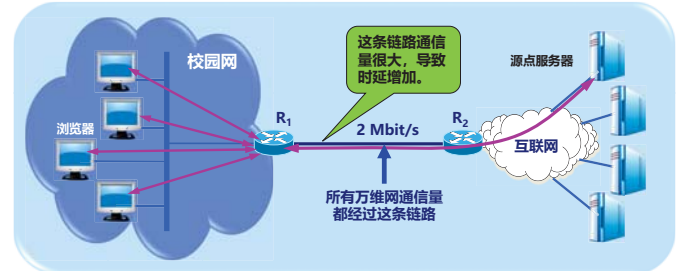 校园网
这条链路通信
量很大，导致
时延增加。
源点服务器
浏览器
R1
2 Mbit/s
R2
互联网
所有万维网通信量
都经过这条链路